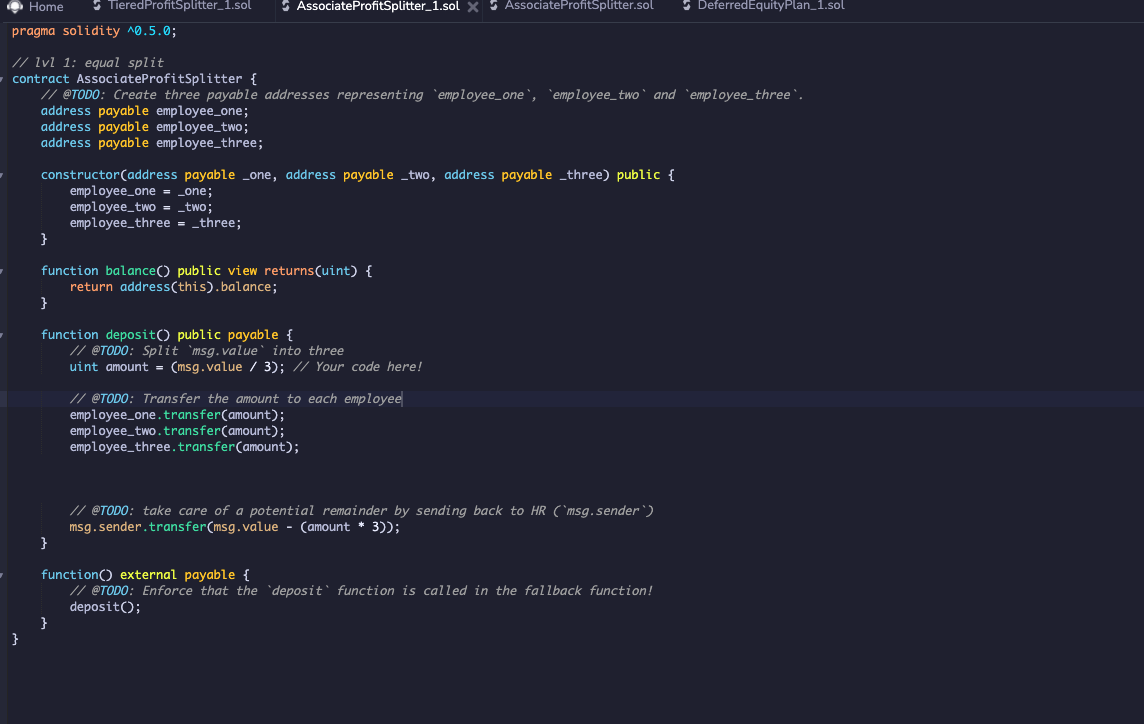 Home TieredProfitSplitter_1.sol AssociateProfitSplitter_1.sol AssociateProfitSplitter.sol DeferredEquityPlan_1.sol
pragma solidity ^0.5.0;
// lvl 1: equal split
contract AssociateProfitSplitter {
// @TODO: Create three payable addresses representing `employee_one`, `employee_two` and `employee_three`.
address payable employee_one;
address payable employee_two;
address payable employee_three;
constructor(address payable _one, address payable _two, address payable _three) public {
employee_one = _one;
employee_two = _two;
employee_three = _three;
}
function balance() public view returns(uint) {
return address(this).balance;
}
function deposit() public payable {
// @TODO: Split `msg.value` into three
uint amount = (msg.value / 3); // Your code here!
// @TODO: Transfer the amount to each employee
employee_one.transfer(amount);
employee_two.transfer(amount);
employee_three.transfer(amount);
// @TODO: take care of a potential remainder by sending back to HR (`msg.sender`)
msg.sender.transfer(msg.value - (amount * 3));
}
function() external payable {
// @TODO: Enforce that the `deposit` function is called in the fallback function!
deposit();
}
}